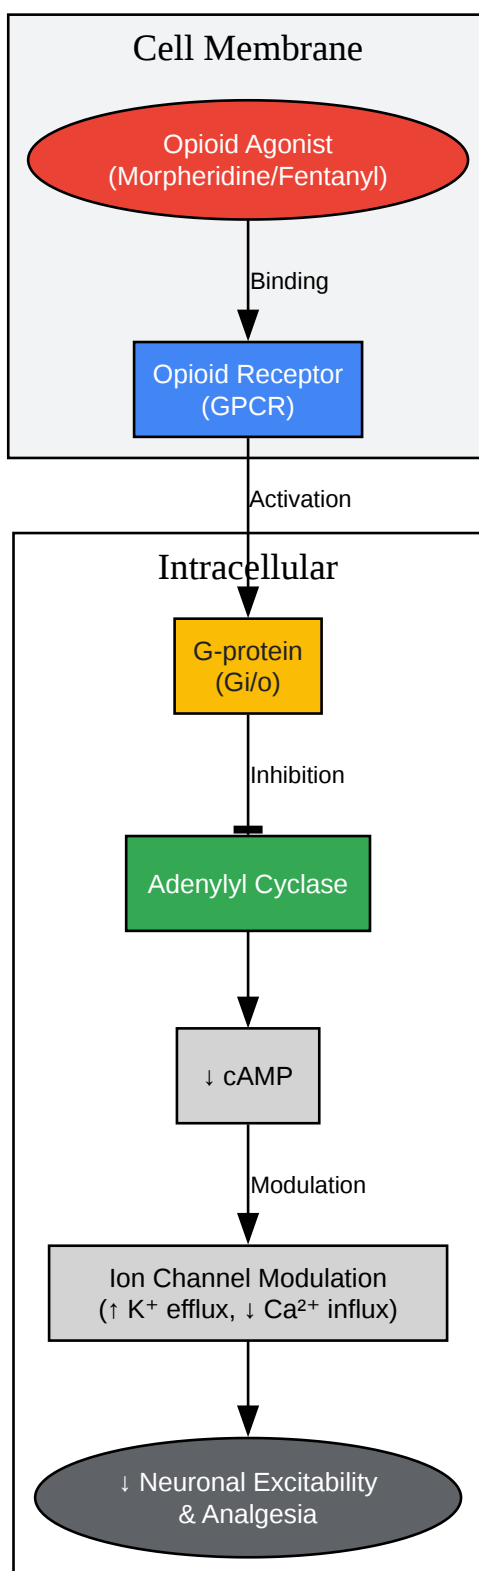 Cell Membrane
Opioid Agonist
(Morpheridine/Fentanyl)
Binding
Opioid Receptor
(GPCR)
Activation
Intracellular
G-protein
(Gi/o)
Inhibition
Adenylyl Cyclase
↓ cAMP
Modulation
Ion Channel Modulation
(↑ K⁺ efflux, ↓ Ca²⁺ influx)
↓ Neuronal Excitability
& Analgesia